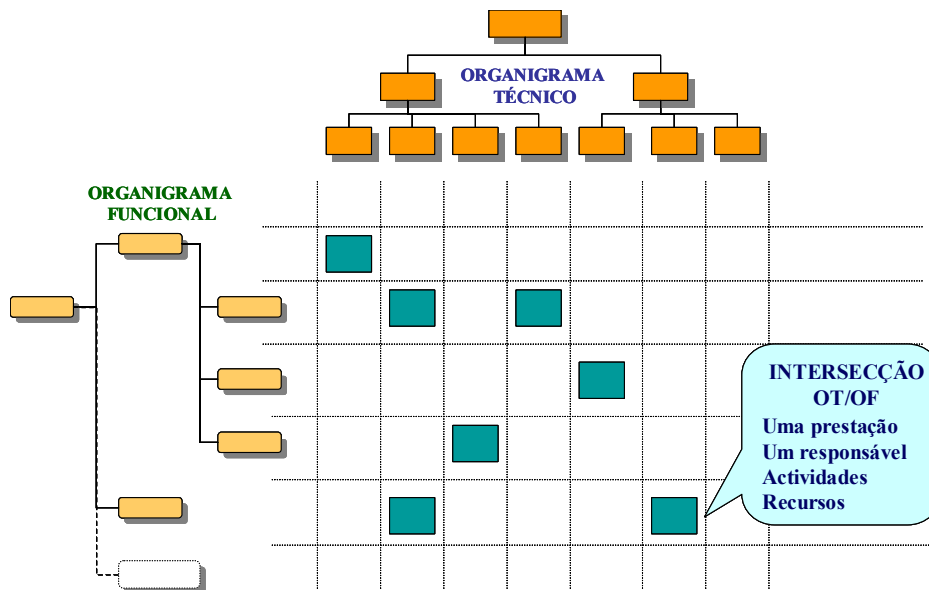 ORGANIGRAMA
TÉCNICO
ORGANIGRAMA
FUNCIONAL
INTERSECÇÃO
OT/OF
Uma prestação
Um responsável
Actividades
Recursos